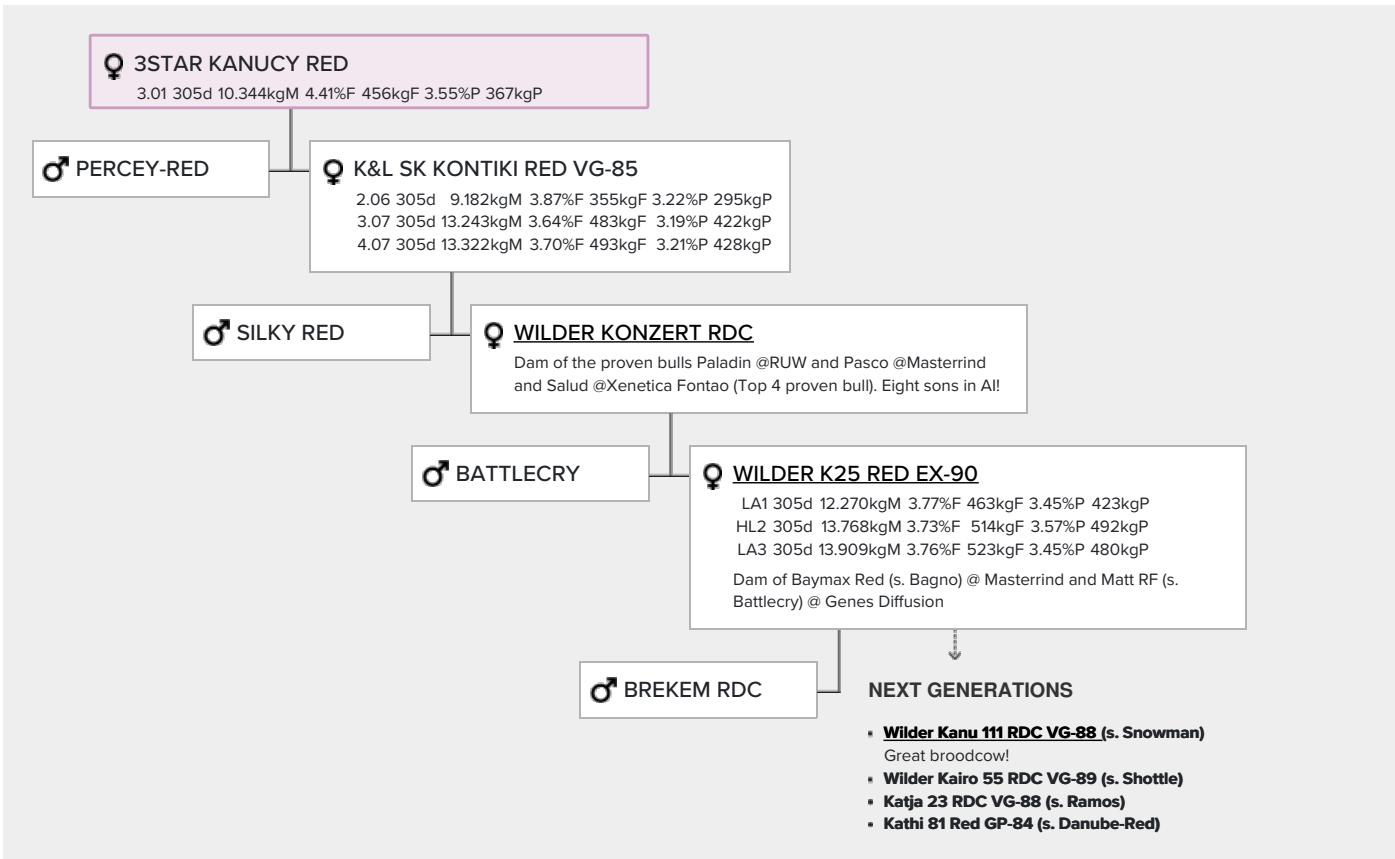 3STAR KANUCY RED
3.01 305d 10.344kgM 4.41%F 456kgF 3.55%P 367kgP
PERCEY-RED
K&L SK KONTIKI RED VG-85
2.06 305d 9.182kgM 3.87%F 355kgF 3.22%P 295kgP
3.07 305d 13.243kgM 3.64%F 483kgF 3.19%P 422kgP
4.07 305d 13.322kgM 3.70%F 493kgF 3.21%P 428kgP
SILKY RED
WILDER KONZERT RDC
Dam of the proven bulls Paladin @RUW and Pasco @Masterrind
and Salud @Xenetica Fontao (Top 4 proven bull). Eight sons in AI!
BATTLECRY
WILDER K25 RED EX-90
LA1 305d 12.270kgM 3.77%F 463kgF 3.45%P 423kgP
HL2 305d 13.768kgM 3.73%F 514kgF 3.57%P 492kgP
LA3 305d 13.909kgM 3.76%F 523kgF 3.45%P 480kgP
Dam of Baymax Red (s. Bagno) @ Masterrind and Matt RF (s.
Battlecry) @ Genes Diffusion
BREKEM RDC
NEXT GENERATIONS
▪ Wilder Kanu 111 RDC VG-88 (s. Snowman)
Great broodcow!
▪ Wilder Kairo 55 RDC VG-89 (s. Shottle)
▪ Katja 23 RDC VG-88 (s. Ramos)
▪ Kathi 81 Red GP-84 (s. Danube-Red)